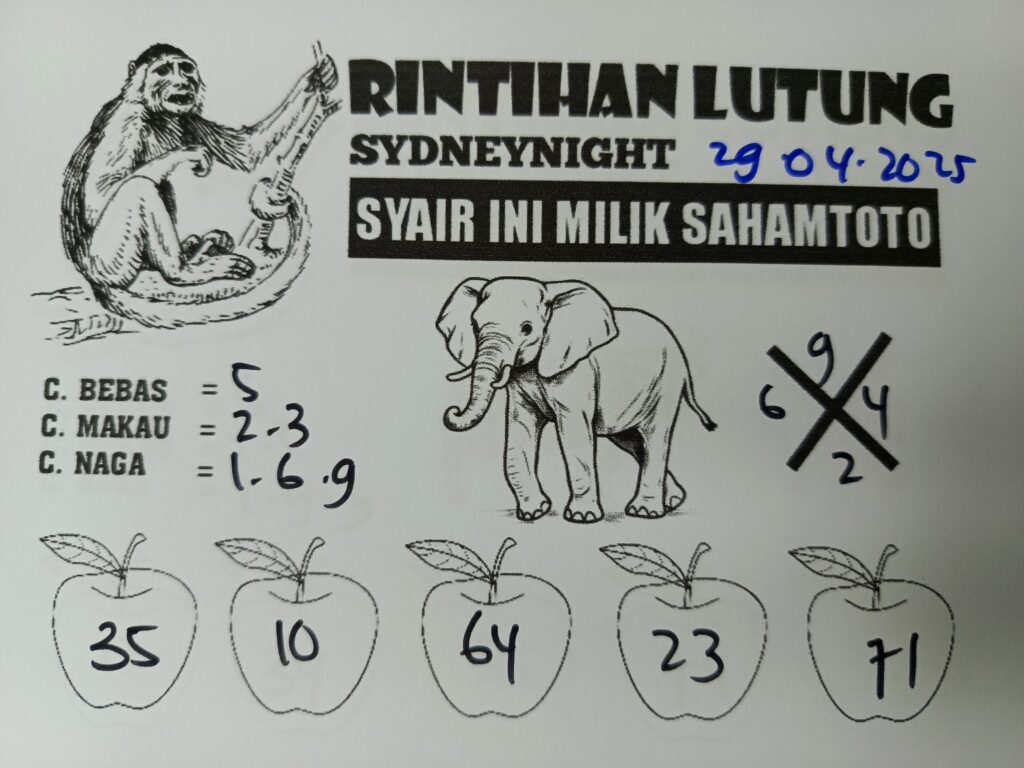 RINTIHAN LUTUNG
SYDNEYNIGHT 29 04.2025
SYAIR INI MILIK SAHAMTOTO
C. BEBAS = 5
C. MAKAU = 2.3
C. NAGA = 1.6.9
9
6 4
2
35 10 64 23 71